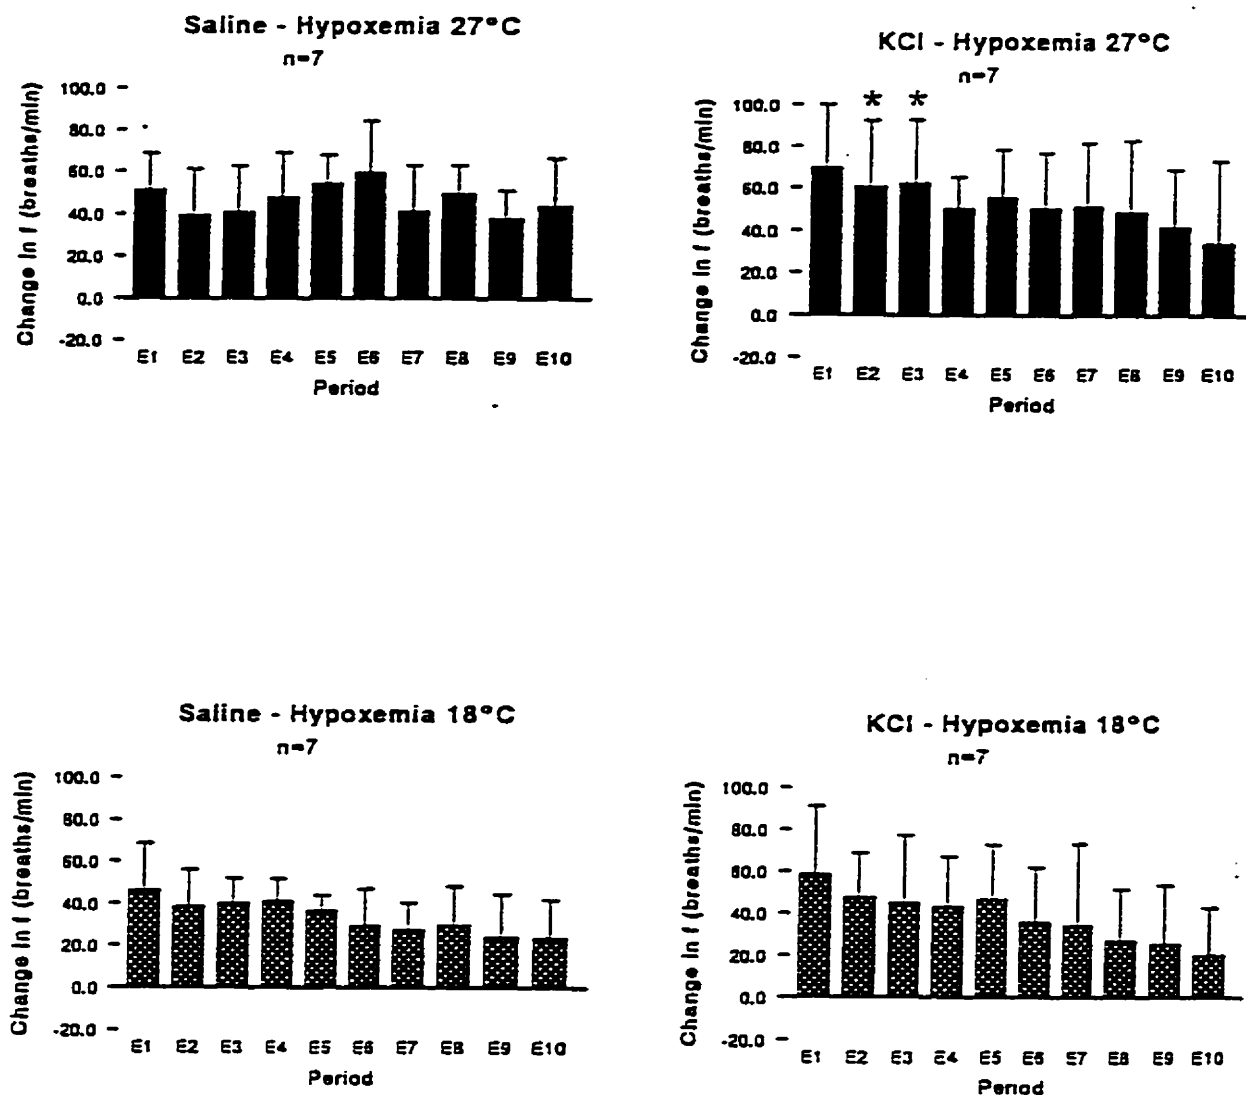 Saline - Hypoxemia 27°C
n=7
Change in f (breaths/min)
100.0
80.0
60.0
40.0
20.0
0.0
-20.0
E1 E2 E3 E4 E5 E6 E7 E8 E9 E10
Period
KCl - Hypoxemia 27°C
n=7
Change in f (breaths/min)
100.0
80.0
60.0
40.0
20.0
0.0
-20.0
* *
E1 E2 E3 E4 E5 E6 E7 E8 E9 E10
Period
Saline - Hypoxemia 18°C
n=7
Change in f (breaths/min)
100.0
80.0
60.0
40.0
20.0
0.0
-20.0
E1 E2 E3 E4 E5 E6 E7 E8 E9 E10
Period
KCl - Hypoxemia 18°C
n=7
Change in f (breaths/min)
100.0
80.0
60.0
40.0
20.0
0.0
-20.0
E1 E2 E3 E4 E5 E6 E7 E8 E9 E10
Period